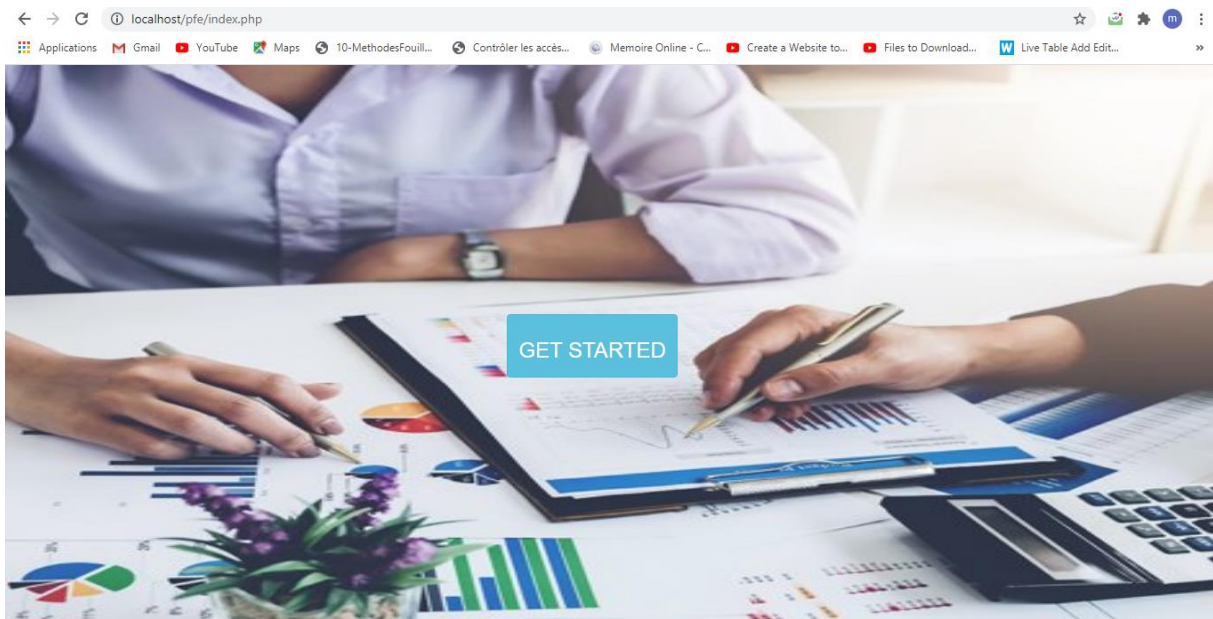 localhost/pfe/index.php
m
Applications Gmail YouTube Maps 10-MethodesFouill... Contrôler les accès... Memoire Online - C... Create a Website to... Files to Download... W Live Table Add Edit... »
GET STARTED